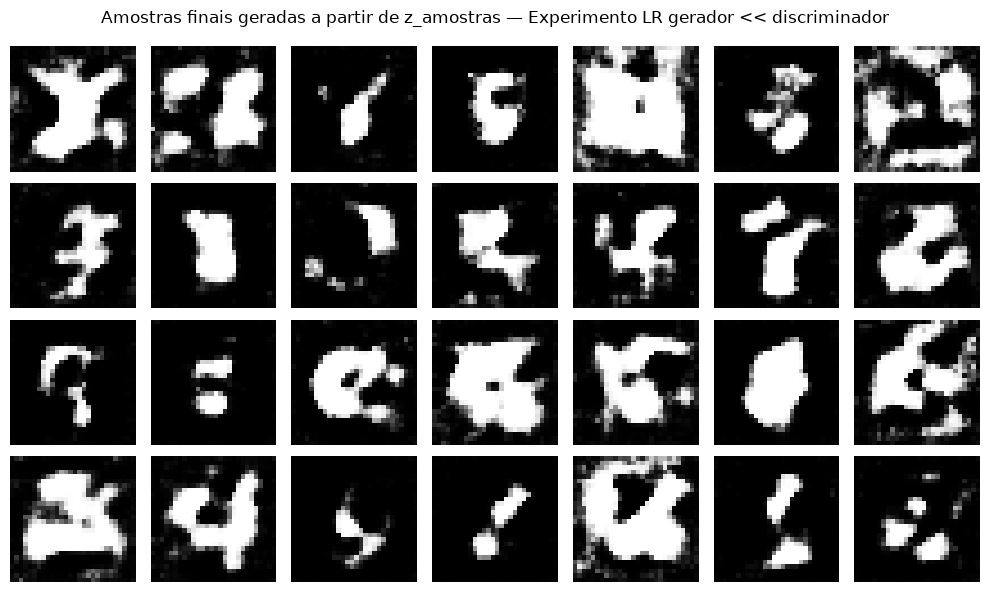 Amostras finais geradas a partir de z_amostras — Experimento LR gerador << discriminador